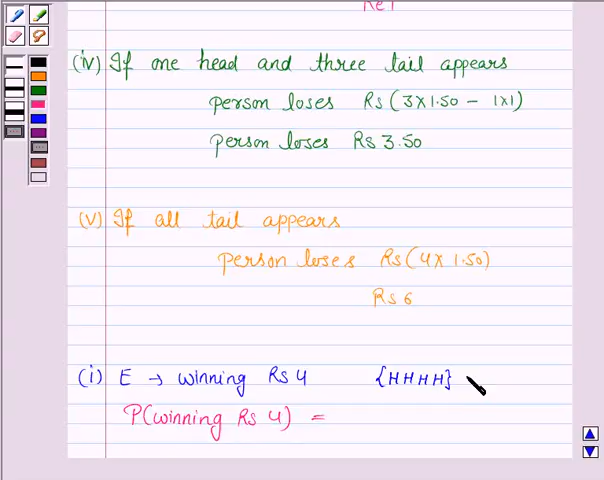 Re 1
(iv) If one head and three tail appears
person loses Rs (3×1.50 - 1×1)
person loses Rs 3.50
(v) If all tail appears
person loses Rs (4×1.50)
Rs 6
(i) E → winning Rs 4 {HHHH}
P(winning Rs 4) =